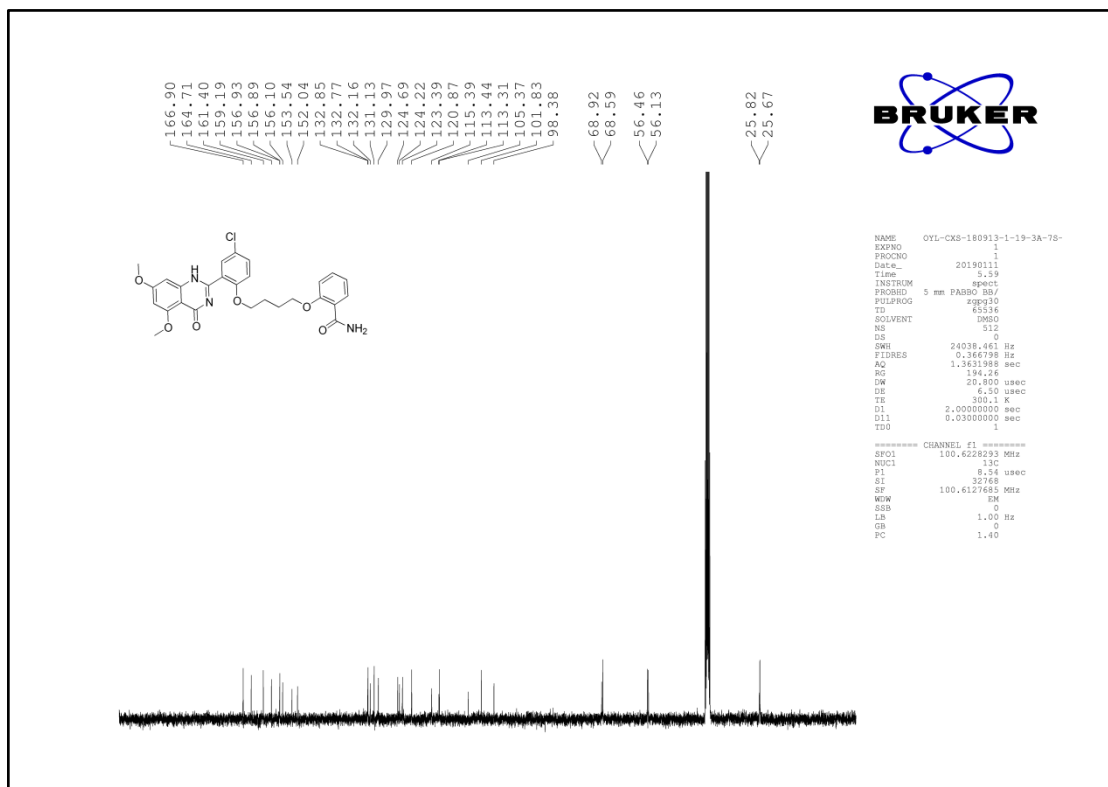 166.90
164.71
161.40
159.19
156.93
156.89
156.10
153.54
152.04
132.85
132.77
132.16
131.13
129.97
124.69
124.22
123.39
120.87
115.39
113.44
113.31
105.37
101.83
98.38
68.92
68.59
56.46
56.13
25.82
25.67
BRUKER
Cl
H
N
O
N
O
O
O
O
O
NH2
NAME OYL-CXS-180913-1-19-3A-7S-
EXPNO 1
PROCNO 1
Date_ 20190111
Time 5.59
INSTRUM spect
PROBHD 5 mm PABBO BB/
PULPROG zgpg30
TD 65536
SOLVENT DMSO
NS 512
DS 0
SWH 24038.461 Hz
FIDRES 0.366798 Hz
AQ 1.3631988 sec
RG 194.26
DW 20.800 usec
DE 6.50 usec
TE 300.1 K
D1 2.00000000 sec
D11 0.03000000 sec
TD0 1
======== CHANNEL f1 ========
SFO1 100.6228293 MHz
NUC1 13C
P1 8.54 usec
SI 32768
SF 100.6127685 MHz
WDW EM
SSB 0
LB 1.00 Hz
GB 0
PC 1.40